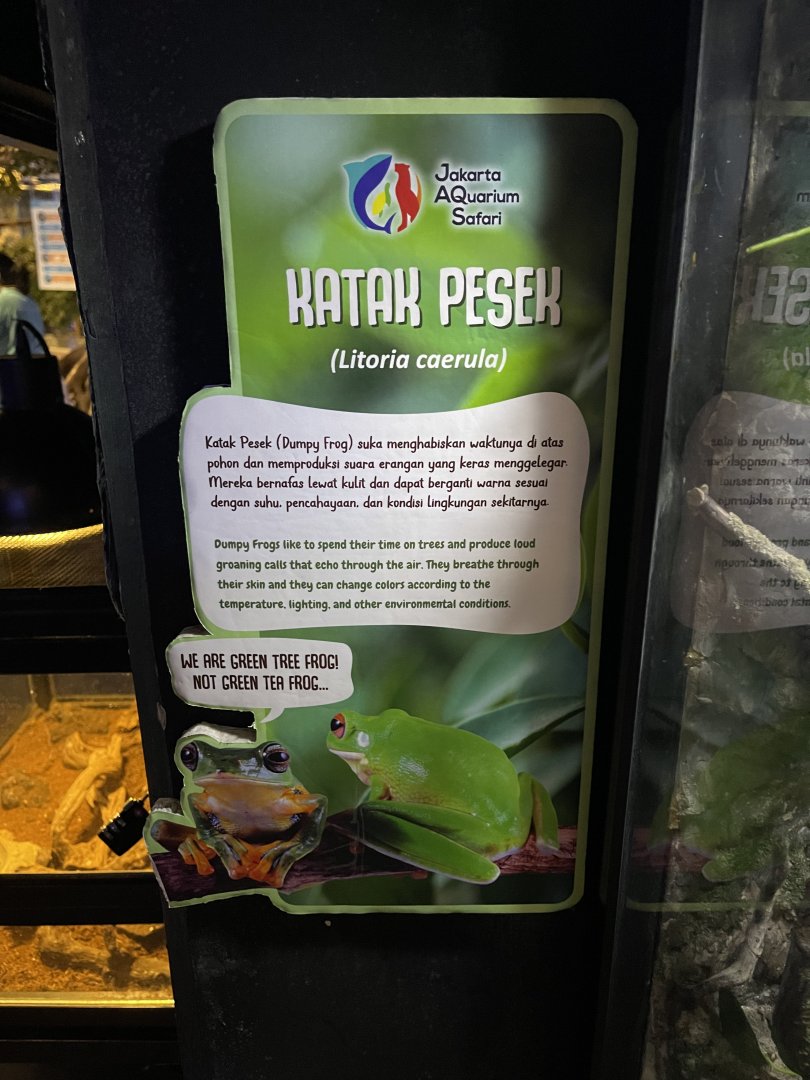 Jakarta
AQuarium
Safari
KATAK PESEK
(Litoria caerula)
Katak Pesek (Dumpy Frog) suka menghabiskan waktunya di atas
pohon dan memproduksi suara erangan yang keras menggelegar.
Mereka bernafas lewat kulit dan dapat berganti warna sesuai
dengan suhu, pencahayaan, dan kondisi lingkungan sekitarnya.
Dumpy Frogs like to spend their time on trees and produce loud
groaning calls that echo through the air. They breathe through
their skin and they can change colors according to the
temperature, lighting, and other environmental conditions.
WE ARE GREEN TREE FROG!
NOT GREEN TEA FROG...